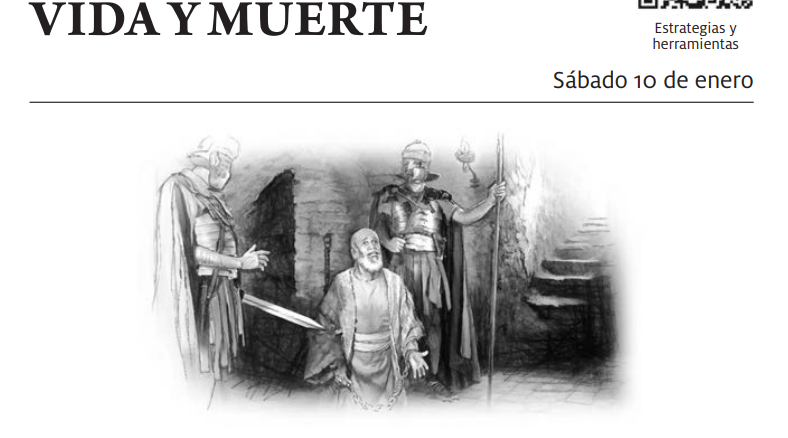 VIDA Y MUERTE
Estrategias y
herramientas
Sábado 10 de enero